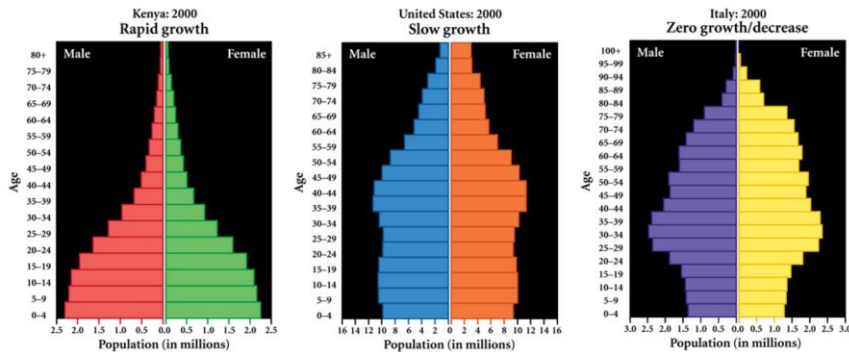 Kenya: 2000
Rapid growth
Male
Female
Age
80+
75–79
70–74
65–69
60–64
55–59
50–54
45–49
40–44
35–39
30–34
25–29
20–24
15–19
10–14
5–9
0–4
2.5 2.0 1.5 1.0 0.5 0.0 0.5 1.0 1.5 2.0 2.5
Population (in millions)
United States: 2000
Slow growth
Male
Female
Age
85+
80–84
75–79
70–74
65–69
60–64
55–59
50–54
45–49
40–44
35–39
30–34
25–29
20–24
15–19
10–14
5–9
0–4
16 14 12 10 8 6 4 2 0 2 4 6 8 10 12 14 16
Population (in millions)
Italy: 2000
Zero growth/decrease
Male
Female
Age
100+
95–99
90–94
85–89
80–84
75–79
70–74
65–69
60–64
55–59
50–54
45–49
40–44
35–39
30–34
25–29
20–24
15–19
10–14
5–9
0–4
3.0 2.5 2.0 1.5 1.0 0.5 0.0 0.5 1.0 1.5 2.0 2.5 3.0
Population (in millions)